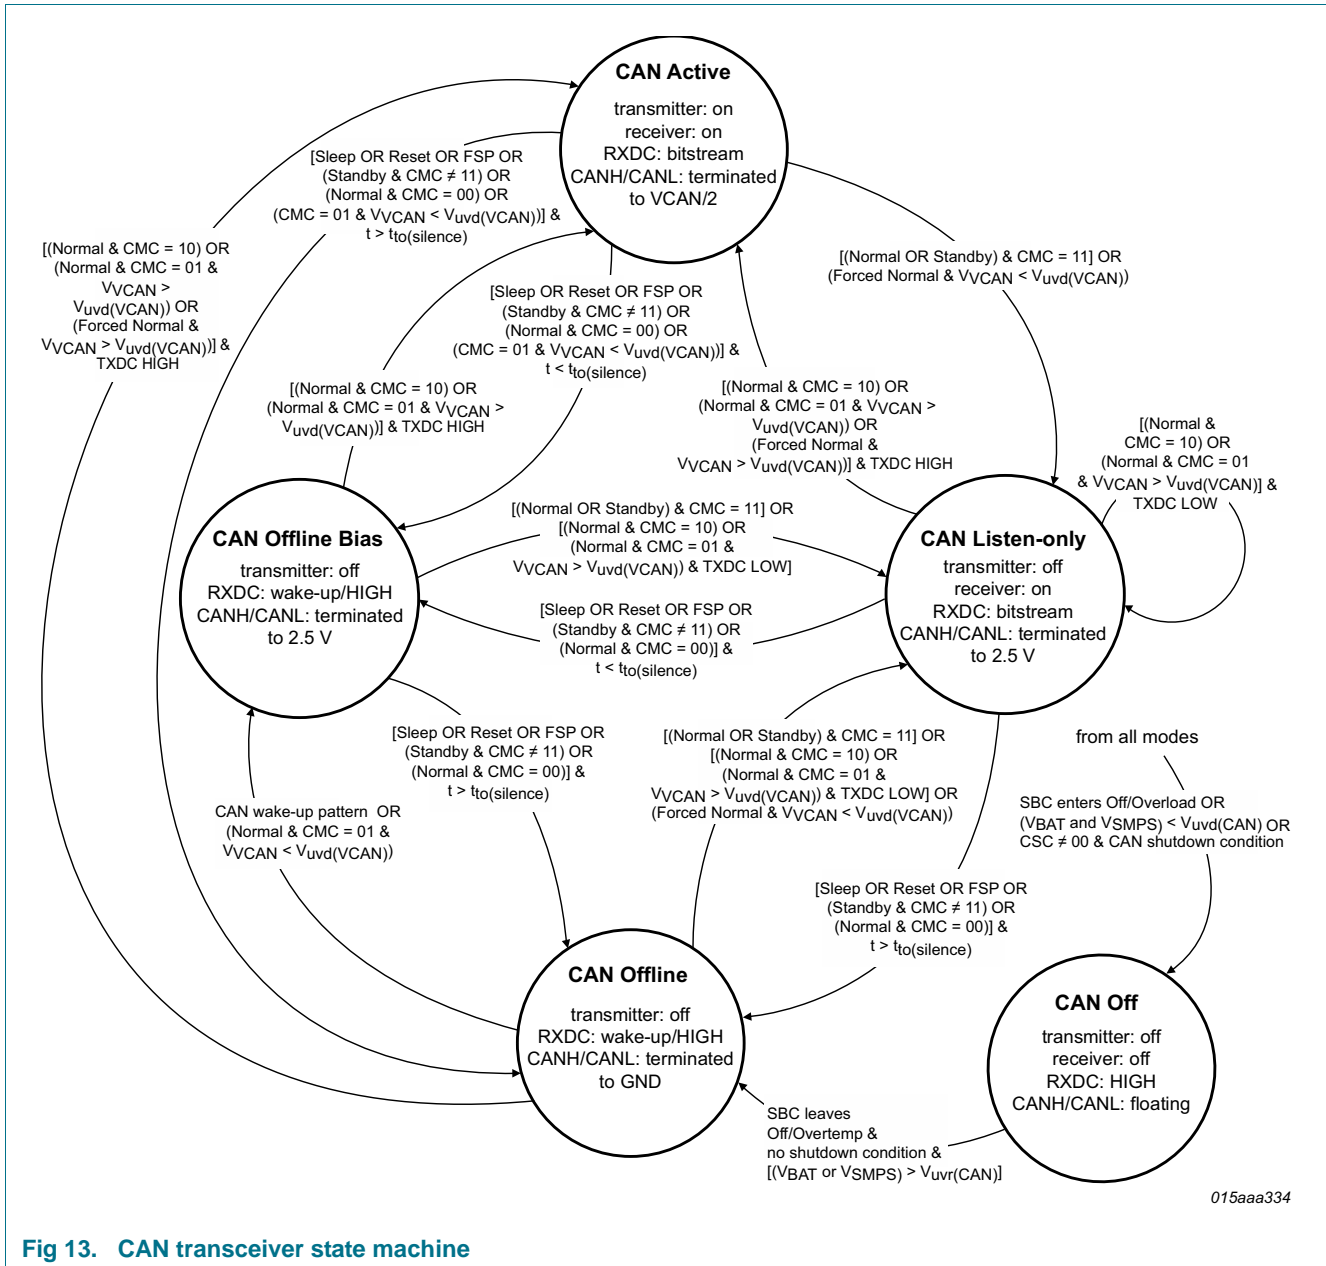 CAN Active
transmitter: on
receiver: on
RXDC: bitstream
CANH/CANL: terminated
to VCAN/2
[Sleep OR Reset OR FSP OR
(Standby & CMC ≠ 11) OR
(Normal & CMC = 00) OR
(CMC = 01 & VVCAN < Vuvd(VCAN))] &
t > tto(silence)
[(Normal & CMC = 10) OR
(Normal & CMC = 01 &
VVCAN >
Vuvd(VCAN)) OR
(Forced Normal &
VVCAN > Vuvd(VCAN))] &
TXDC HIGH
[(Normal OR Standby) & CMC = 11] OR
(Forced Normal & VVCAN < Vuvd(VCAN))
[Sleep OR Reset OR FSP OR
(Standby & CMC ≠ 11) OR
(Normal & CMC = 00) OR
(CMC = 01 & VVCAN < Vuvd(VCAN))] &
t < tto(silence)
[(Normal & CMC = 10) OR
(Normal & CMC = 01 & VVCAN >
Vuvd(VCAN))] & TXDC HIGH
[(Normal & CMC = 10) OR
(Normal & CMC = 01 & VVCAN >
Vuvd(VCAN)) OR
(Forced Normal &
VVCAN > Vuvd(VCAN))] & TXDC HIGH
[(Normal &
CMC = 10) OR
(Normal & CMC = 01
& VVCAN > Vuvd(VCAN)] &
TXDC LOW
CAN Offline Bias
transmitter: off
RXDC: wake-up/HIGH
CANH/CANL: terminated
to 2.5 V
[(Normal OR Standby) & CMC = 11] OR
[(Normal & CMC = 10) OR
(Normal & CMC = 01 &
VVCAN > Vuvd(VCAN)) & TXDC LOW]
[Sleep OR Reset OR FSP OR
(Standby & CMC ≠ 11) OR
(Normal & CMC = 00)] &
t < tto(silence)
CAN Listen-only
transmitter: off
receiver: on
RXDC: bitstream
CANH/CANL: terminated
to 2.5 V
[Sleep OR Reset OR FSP OR
(Standby & CMC ≠ 11) OR
(Normal & CMC = 00)] &
t > tto(silence)
[(Normal OR Standby) & CMC = 11] OR
[(Normal & CMC = 10) OR
(Normal & CMC = 01 &
VVCAN > Vuvd(VCAN)) & TXDC LOW] OR
(Forced Normal & VVCAN < Vuvd(VCAN))
from all modes
SBC enters Off/Overload OR
(VBAT and VSMPS) < Vuvd(CAN) OR
CSC ≠ 00 & CAN shutdown condition
CAN wake-up pattern OR
(Normal & CMC = 01 &
VVCAN < Vuvd(VCAN))
[Sleep OR Reset OR FSP OR
(Standby & CMC ≠ 11) OR
(Normal & CMC = 00)] &
t > tto(silence)
CAN Offline
transmitter: off
RXDC: wake-up/HIGH
CANH/CANL: terminated
to GND
CAN Off
transmitter: off
receiver: off
RXDC: HIGH
CANH/CANL: floating
SBC leaves
Off/Overtemp &
no shutdown condition &
[(VBAT or VSMPS) > Vuvr(CAN)]
015aaa334
Fig 13. CAN transceiver state machine